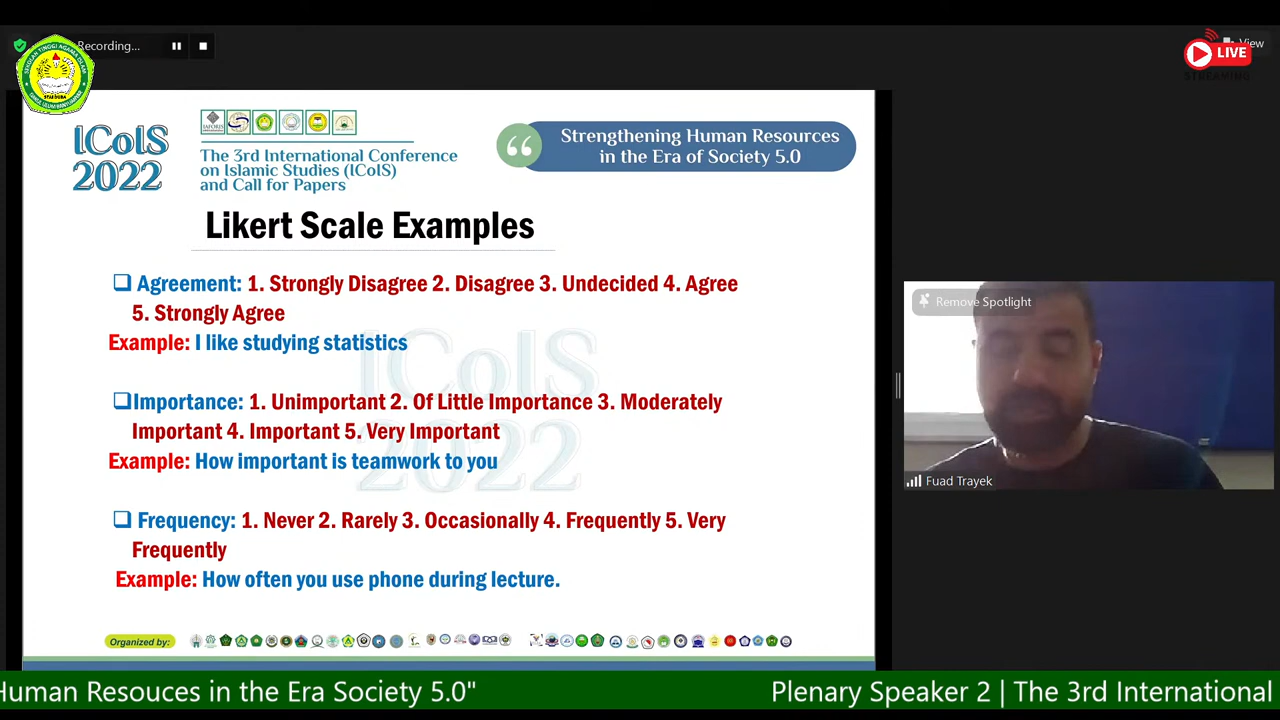 Recording...
View
LIVE
STREAMING
ICoIS
2022
The 3rd International Conference
on Islamic Studies (ICoIS)
and Call for Papers
Strengthening Human Resources
in the Era of Society 5.0
Likert Scale Examples
Agreement: 1. Strongly Disagree 2. Disagree 3. Undecided 4. Agree
5. Strongly Agree
Example: I like studying statistics
Importance: 1. Unimportant 2. Of Little Importance 3. Moderately
Important 4. Important 5. Very Important
Example: How important is teamwork to you
Frequency: 1. Never 2. Rarely 3. Occasionally 4. Frequently 5. Very
Frequently
Example: How often you use phone during lecture.
ICoIS
2022
Organized by:
Remove Spotlight
Fuad Trayek
Human Resouces in the Era Society 5.0" Plenary Speaker 2 | The 3rd International